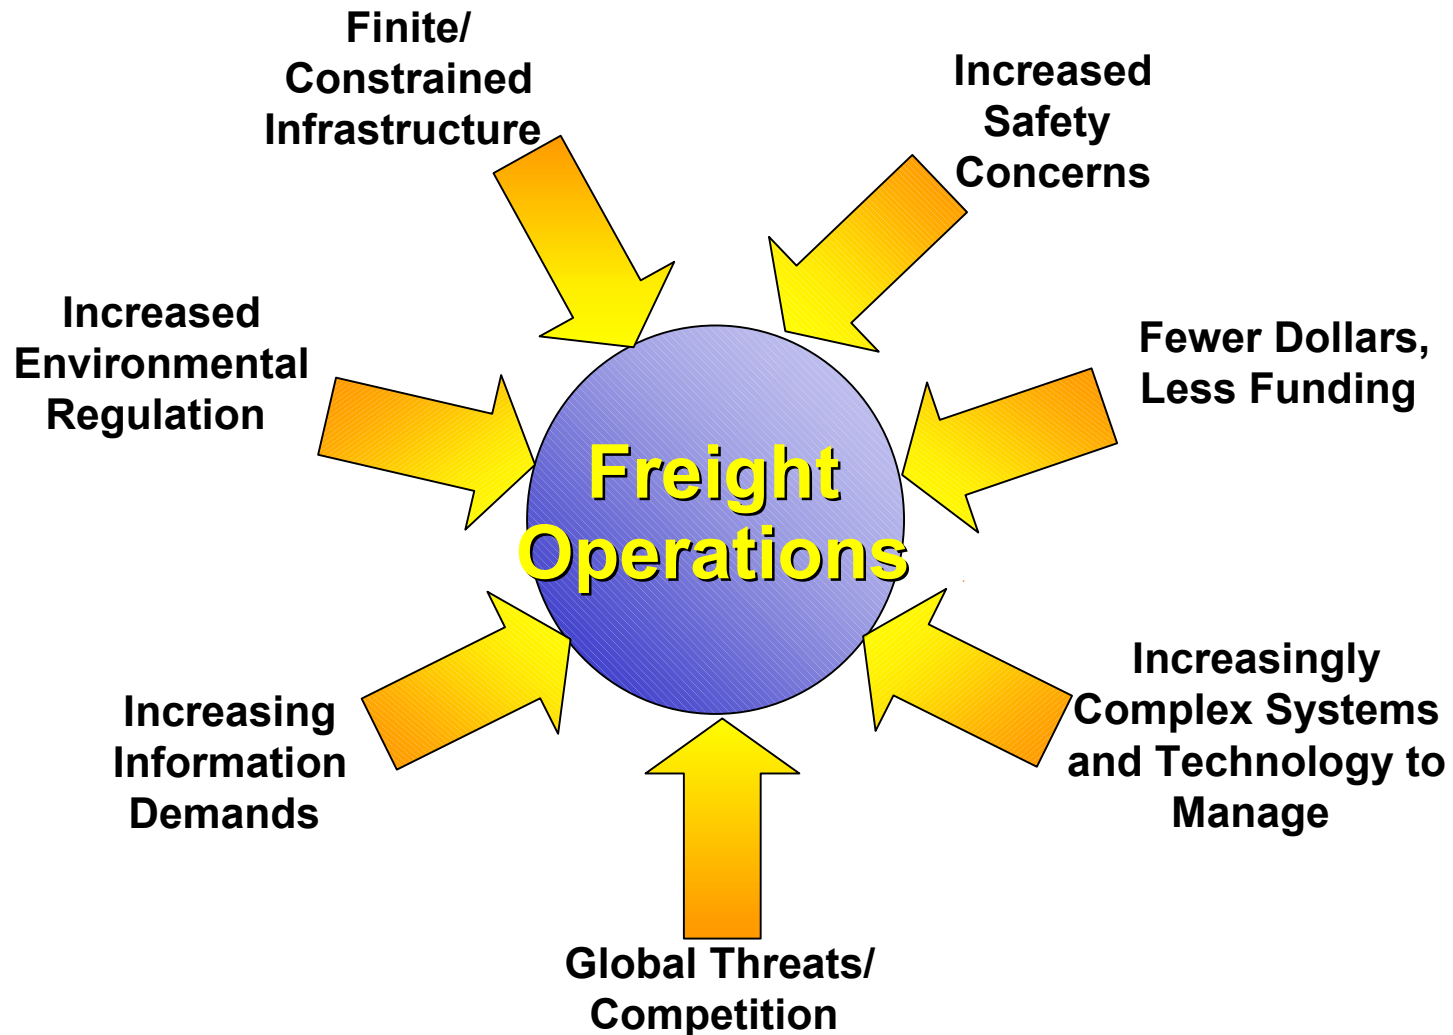 Finite/
Constrained
Infrastructure
Increased
Safety
Concerns
Increased
Environmental
Regulation
Fewer Dollars,
Less Funding
Freight
Operations
Increasing
Information
Demands
Increasingly
Complex Systems
and Technology to
Manage
Global Threats/
Competition